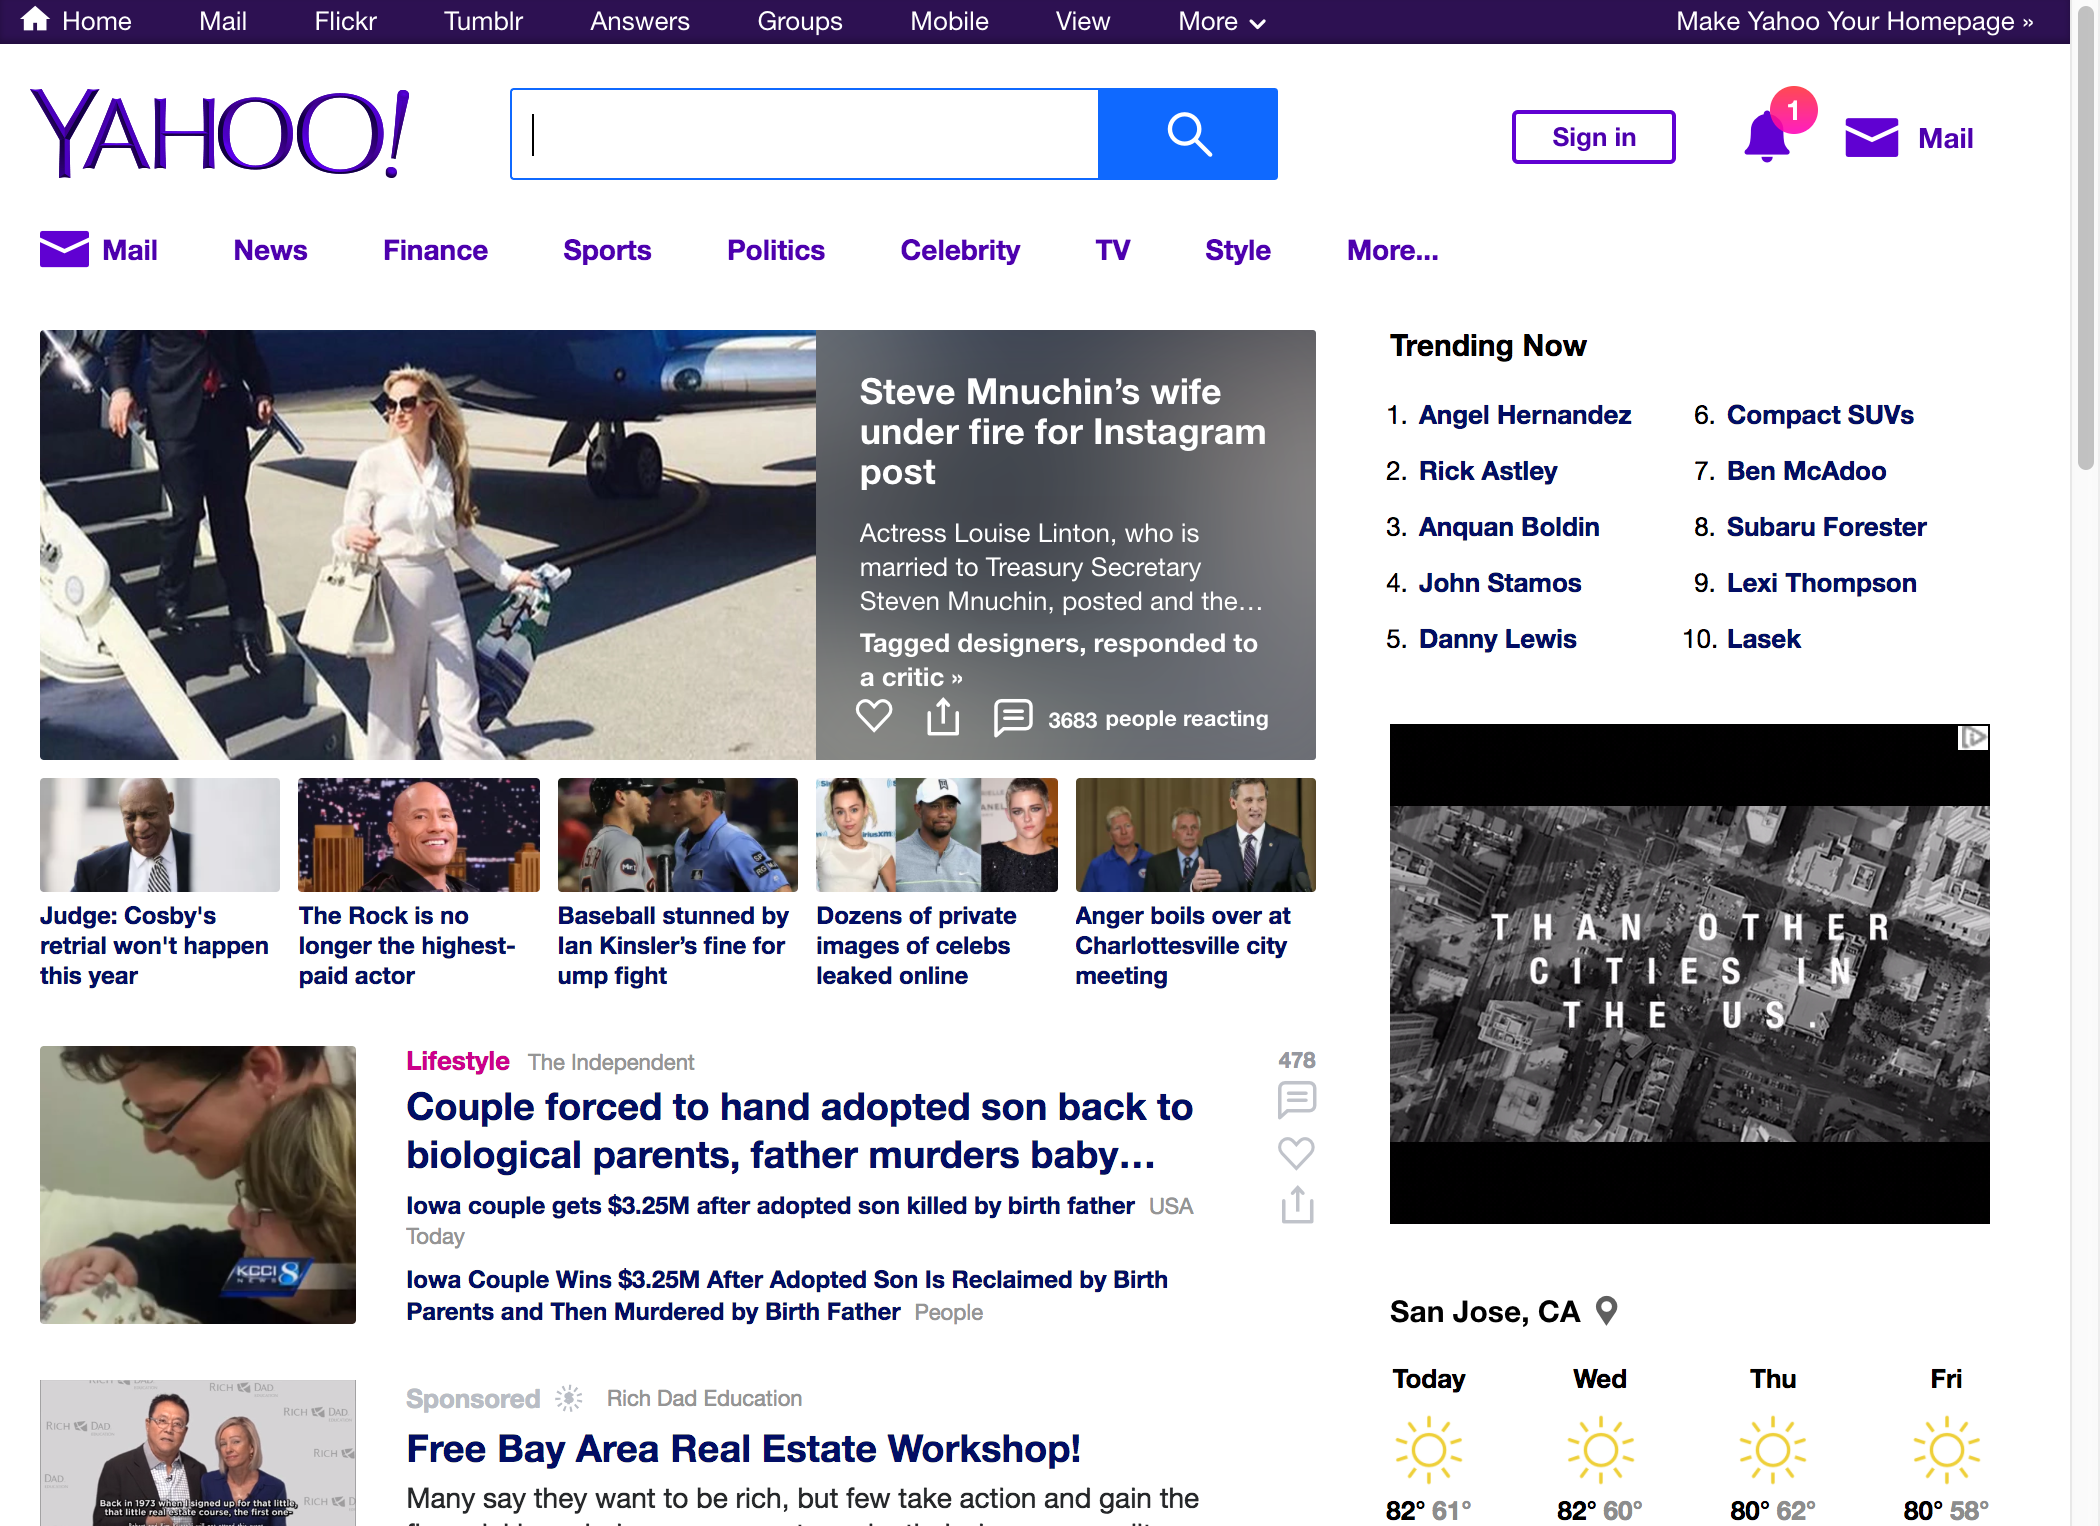 Home Mail Flickr Tumblr Answers Groups Mobile View More Make Yahoo Your Homepage »
YAHOO!
Sign in
1
Mail
Mail News Finance Sports Politics Celebrity TV Style More...
Steve Mnuchin’s wife
under fire for Instagram
post
Actress Louise Linton, who is
married to Treasury Secretary
Steven Mnuchin, posted and the...
Tagged designers, responded to
a critic »
3683 people reacting
Judge: Cosby's
retrial won't happen
this year
The Rock is no
longer the highest-
paid actor
Baseball stunned by
Ian Kinsler’s fine for
ump fight
Dozens of private
images of celebs
leaked online
Anger boils over at
Charlottesville city
meeting
Lifestyle The Independent
478
Couple forced to hand adopted son back to
biological parents, father murders baby...
Iowa couple gets $3.25M after adopted son killed by birth father USA
Today
Iowa Couple Wins $3.25M After Adopted Son Is Reclaimed by Birth
Parents and Then Murdered by Birth Father People
KCCI 8
NEWS
Sponsored Rich Dad Education
Free Bay Area Real Estate Workshop!
Many say they want to be rich, but few take action and gain the
RICH DAD
RICH DAD
RICH DAD
RICH
DAD
RICH D
Back in 1973 when I signed up for that little,
that little real estate course, the first one-
Trending Now
1. Angel Hernandez
2. Rick Astley
3. Anquan Boldin
4. John Stamos
5. Danny Lewis
6. Compact SUVs
7. Ben McAdoo
8. Subaru Forester
9. Lexi Thompson
10. Lasek
THAN OTHER
CITIES IN
THE US.
San Jose, CA
Today Wed Thu Fri
82° 61° 82° 60° 80° 62° 80° 58°